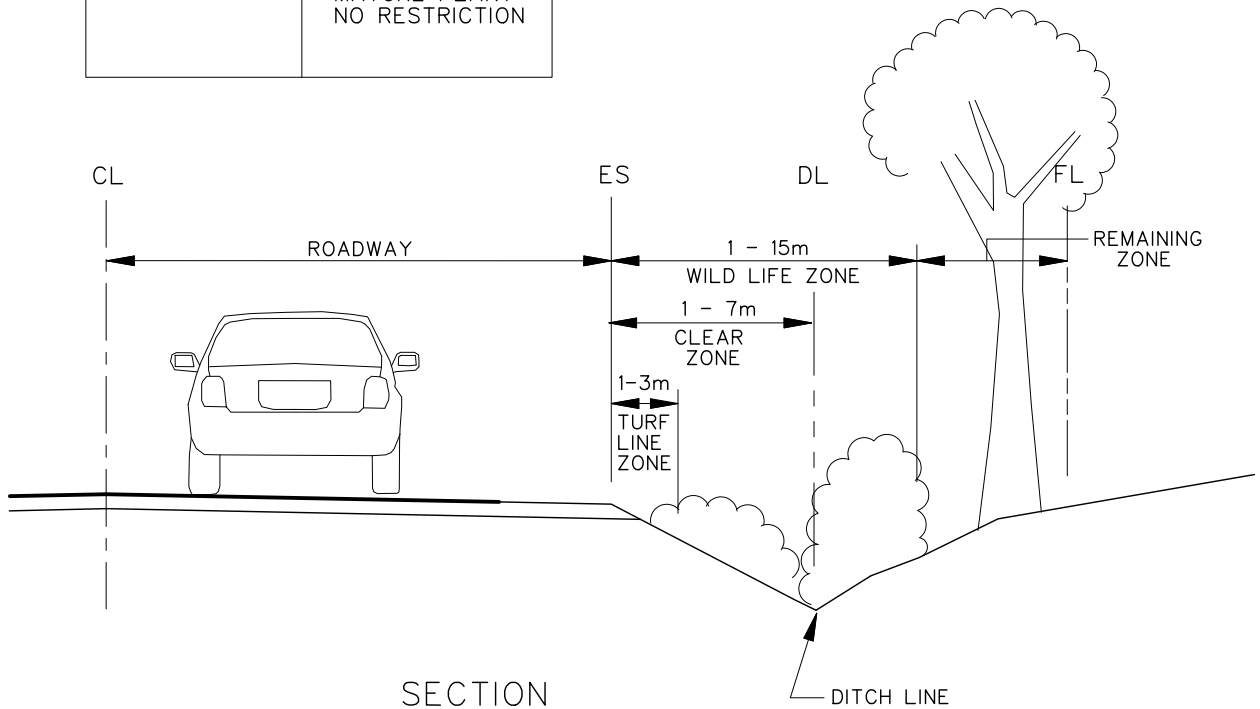 NO RESTRICTION
CL
ES
DL
FL
ROADWAY
1 - 15m
WILD LIFE ZONE
REMAINING
ZONE
1 - 7m
CLEAR
ZONE
1-3m
TURF
LINE
ZONE
SECTION
DITCH LINE